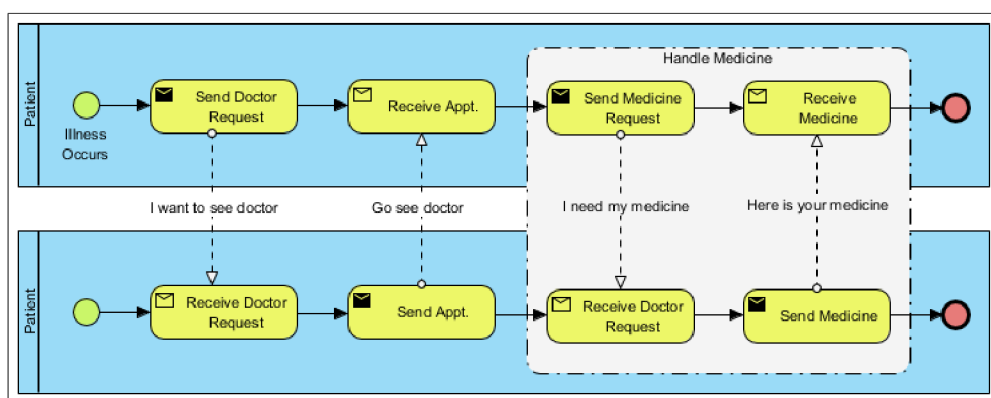 Handle Medicine
Patient
Send Doctor
Request
Receive Appt.
Send Medicine
Request
Receive
Medicine
Illness
Occurs
I want to see doctor
Go see doctor
I need my medicine
Here is your medicine
Patient
Receive Doctor
Request
Send Appt.
Receive Doctor
Request
Send Medicine